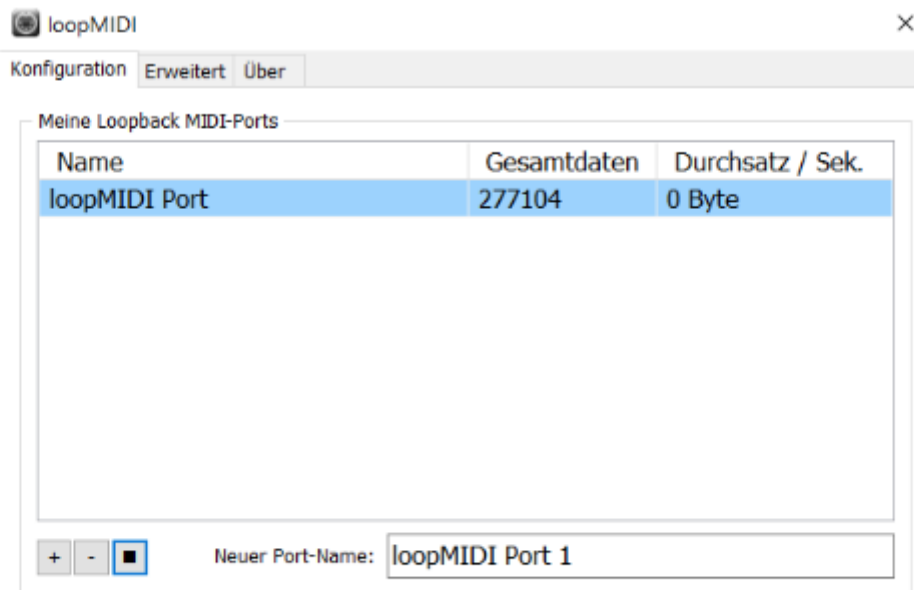 loopMIDI
Konfiguration Erweitert Über
Meine Loopback MIDI-Ports
Name Gesamtdaten Durchsatz / Sek.
loopMIDI Port 277104 0 Byte
+ - ■ Neuer Port-Name: loopMIDI Port 1